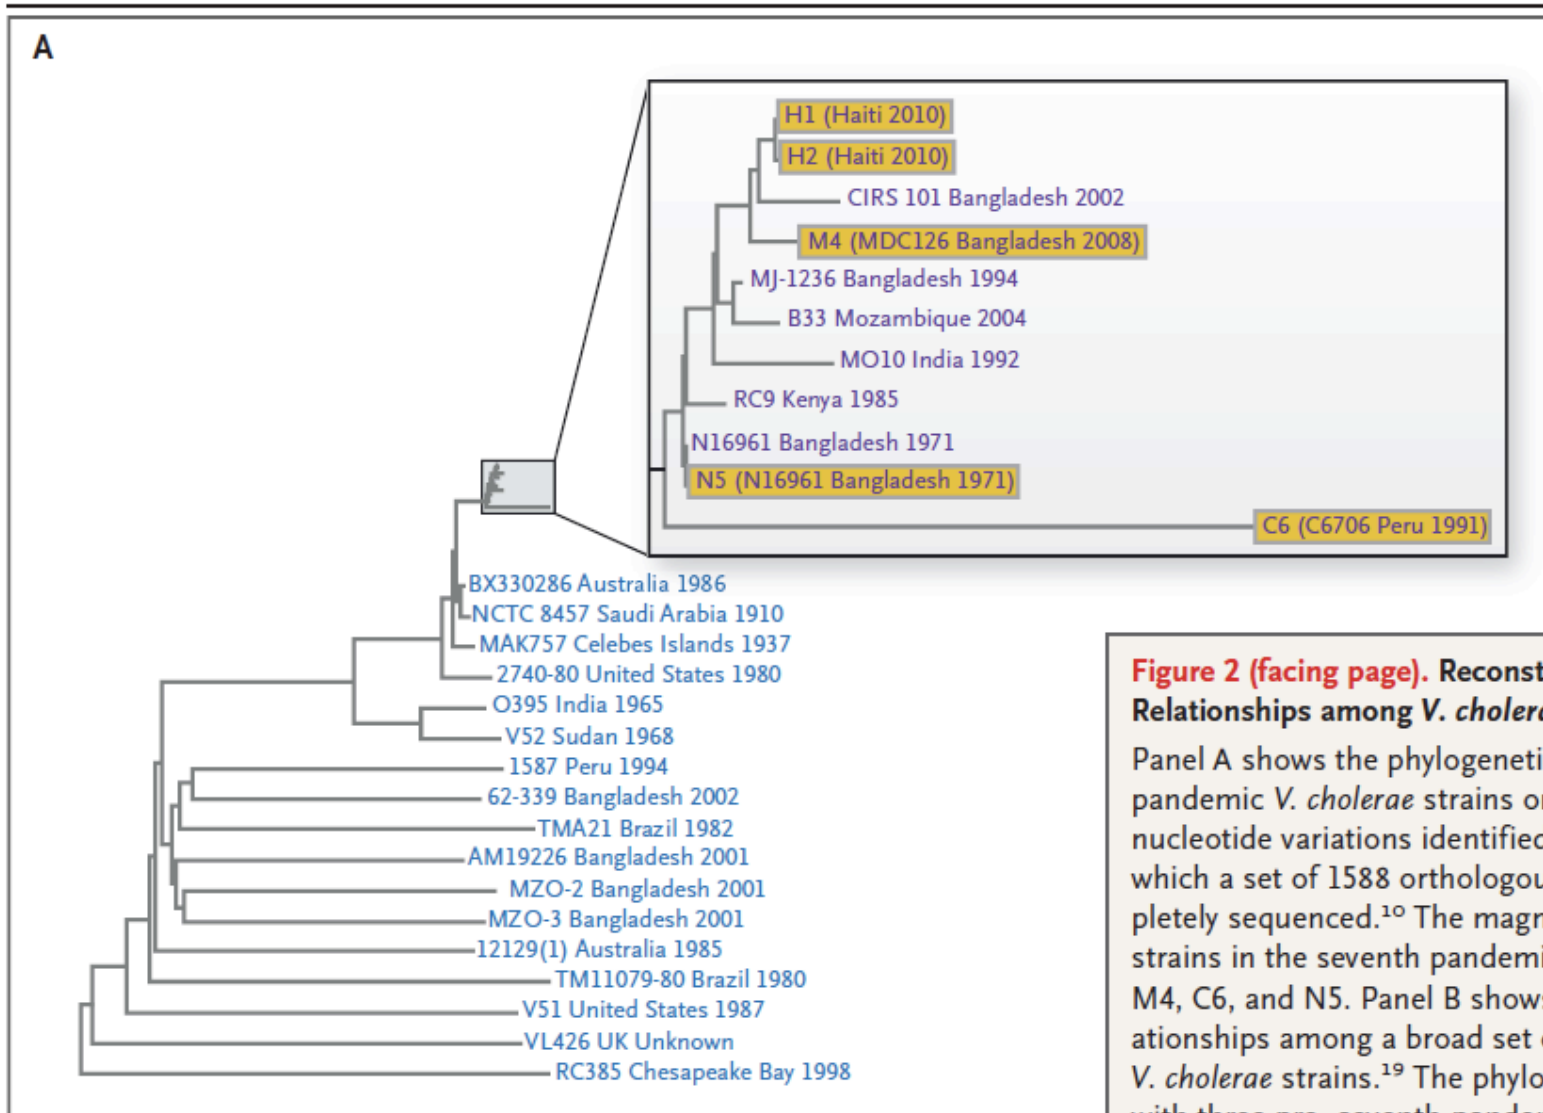 A
H1 (Haiti 2010)
H2 (Haiti 2010)
CIRS 101 Bangladesh 2002
M4 (MDC126 Bangladesh 2008)
MJ-1236 Bangladesh 1994
B33 Mozambique 2004
MO10 India 1992
RC9 Kenya 1985
N16961 Bangladesh 1971
N5 (N16961 Bangladesh 1971)
C6 (C6706 Peru 1991)
BX330286 Australia 1986
NCTC 8457 Saudi Arabia 1910
MAK757 Celebes Islands 1937
2740-80 United States 1980
O395 India 1965
V52 Sudan 1968
1587 Peru 1994
62-339 Bangladesh 2002
TMA21 Brazil 1982
AM19226 Bangladesh 2001
MZO-2 Bangladesh 2001
MZO-3 Bangladesh 2001
12129(1) Australia 1985
TM11079-80 Brazil 1980
V51 United States 1987
VL426 UK Unknown
RC385 Chesapeake Bay 1998
Figure 2 (facing page). Reconst
Relationships among V. cholera
Panel A shows the phylogeneti
pandemic V. cholerae strains o
nucleotide variations identified
which a set of 1588 orthologou
pletely sequenced.¹⁰ The magn
strains in the seventh pandemi
M4, C6, and N5. Panel B shows
ationships among a broad set
V. cholerae strains.¹⁹ The phylo